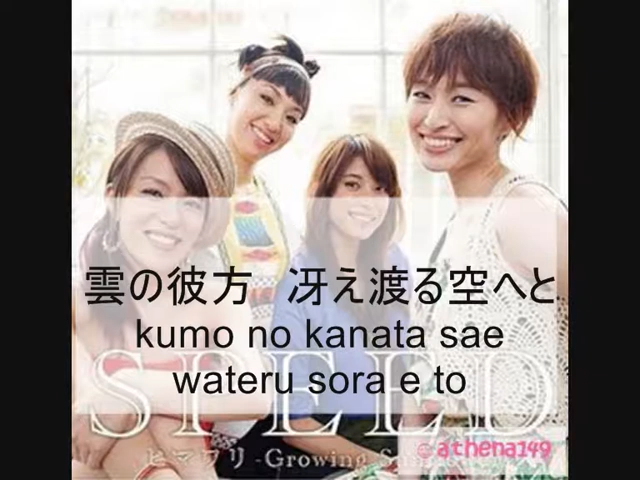 雲の彼方　冴え渡る空へと
kumo no kanata sae
wateru sora e to
SPEED
ヒマワリ -Growing
athena149